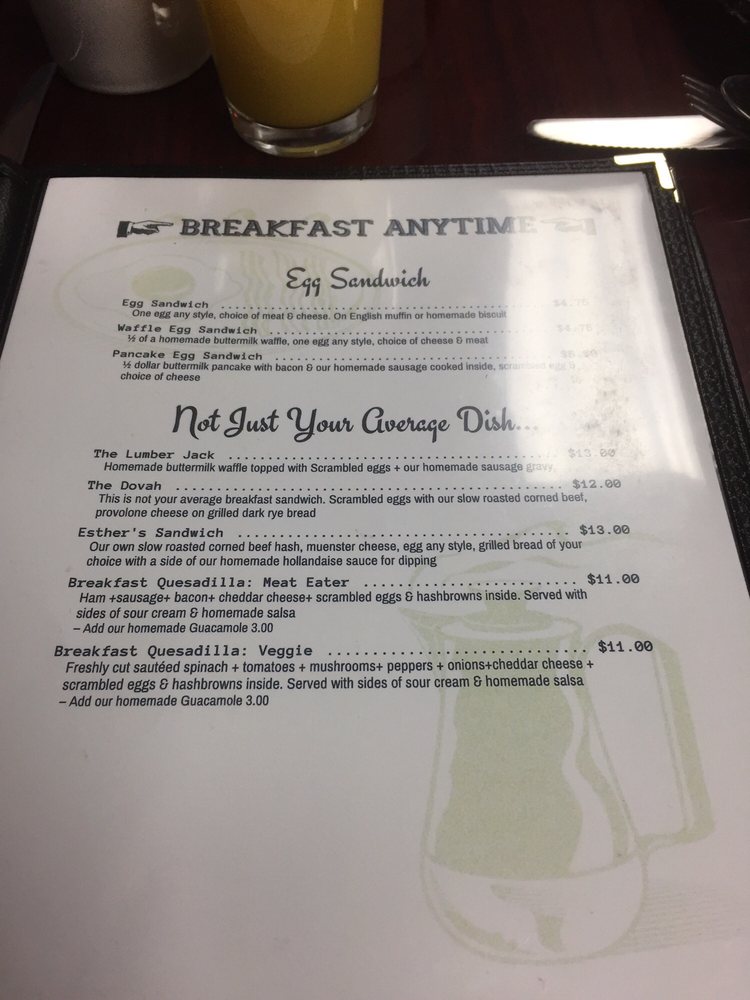 BREAKFAST ANYTIME
Egg Sandwich
Egg Sandwich ........................................ $4.75
One egg any style, choice of meat & cheese. On English muffin or homemade biscuit
Waffle Egg Sandwich .................................. $4.75
½ of a homemade buttermilk waffle, one egg any style, choice of cheese & meat
Pancake Egg Sandwich ..................................
½ dollar buttermilk pancake with bacon & our homemade sausage cooked inside, scrambled egg &
choice of cheese
Not Just Your Average Dish...
The Lumber Jack ........................................ $13.00
Homemade buttermilk waffle topped with Scrambled eggs + our homemade sausage gravy
The Dovah ............................................. $12.00
This is not your average breakfast sandwich. Scrambled eggs with our slow roasted corned beef,
provolone cheese on grilled dark rye bread
Esther's Sandwich ..................................... $13.00
Our own slow roasted corned beef hash, muenster cheese, egg any style, grilled bread of your
choice with a side of our homemade hollandaise sauce for dipping
Breakfast Quesadilla: Meat Eater ........................ $11.00
Ham +sausage+ bacon+ cheddar cheese+ scrambled eggs & hashbrowns inside. Served with
sides of sour cream & homemade salsa
– Add our homemade Guacamole 3.00
Breakfast Quesadilla: Veggie ............................ $11.00
Freshly cut sautéed spinach + tomatoes + mushrooms+ peppers + onions+cheddar cheese +
scrambled eggs & hashbrowns inside. Served with sides of sour cream & homemade salsa
– Add our homemade Guacamole 3.00